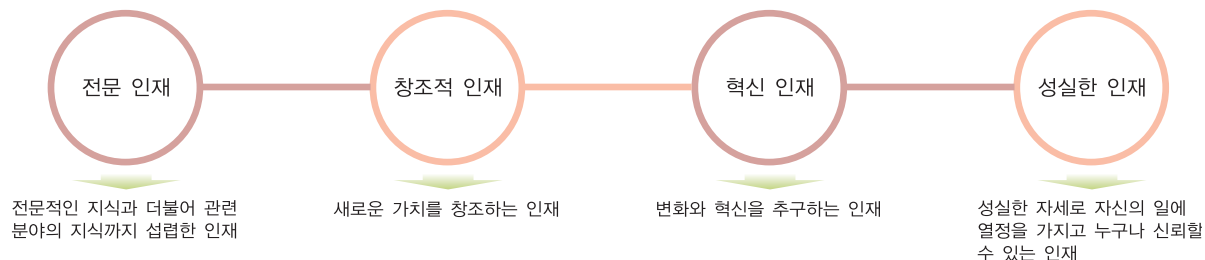 전문 인재
창조적 인재
혁신 인재
성실한 인재
전문적인 지식과 더불어 관련
분야의 지식까지 섭렵한 인재
새로운 가치를 창조하는 인재
변화와 혁신을 추구하는 인재
성실한 자세로 자신의 일에
열정을 가지고 누구나 신뢰할
수 있는 인재